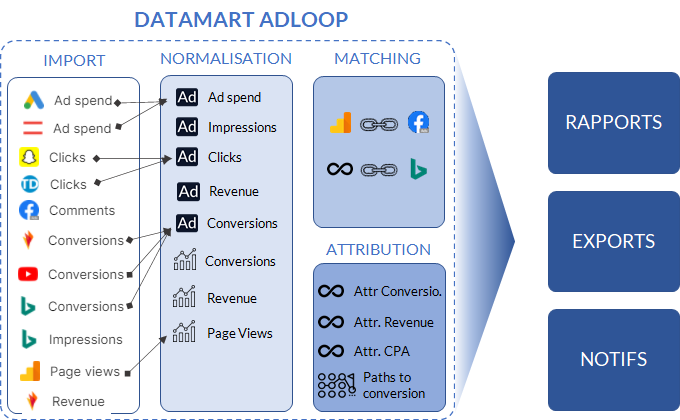 DATAMART ADLOOP
IMPORT
Ad spend
Ad spend
Clicks
TD
Clicks
Comments
Conversions
Conversions
Conversions
Impressions
Page views
Revenue
NORMALISATION
Ad Ad spend
Ad Impressions
Ad Clicks
Ad Revenue
Ad Conversions
Conversions
Revenue
Page Views
MATCHING
ATTRIBUTION
Attr Conversio.
Attr. Revenue
Attr. CPA
Paths to
conversion
RAPPORTS
EXPORTS
NOTIFS